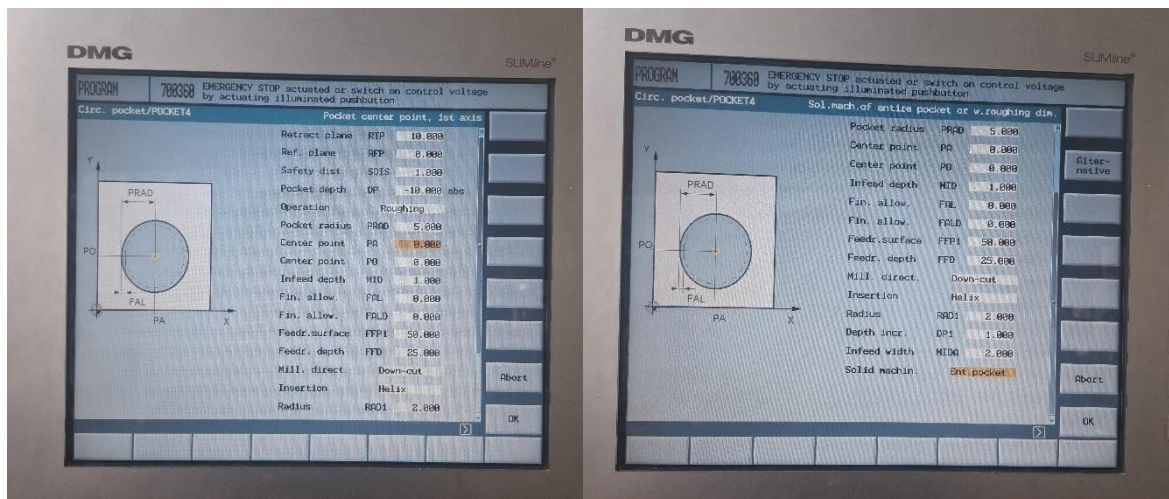 DMG
SLIMline®
PROGRAM
700360 EMERGENCY STOP actuated or switch on control voltage
by actuating illuminated pushbutton
Circ. pocket/POCKET4
Pocket center point, 1st axis
Retract plane RTP 10.000
Ref. plane RFP 0.000
Safety dist. SDIS 1.000
Pocket depth DP -10.000 abs
Operation Roughing
Pocket radius PRAD 5.000
Center point PA 0.000
Center point PO 0.000
Infeed depth MID 1.000
Fin. allow. FAL 0.000
Fin. allow. FALD 0.000
Feedr.surface FFP1 50.000
Feedr. depth FFD 25.000
Mill. direct. Down-cut
Insertion Helix
Radius RAD1 2.000
Y
PRAD
PO
FAL
PA
X
Abort
OK
DMG
SLIMline®
PROGRAM
700360 EMERGENCY STOP actuated or switch on control voltage
by actuating illuminated pushbutton
Circ. pocket/POCKET4
Sol.mach.of entire pocket or w.roughing dim.
Pocket radius PRAD 5.000
Center point PA 0.000
Center point PO 0.000
Infeed depth MID 1.000
Fin. allow. FAL 0.000
Fin. allow. FALD 0.000
Feedr.surface FFP1 50.000
Feedr. depth FFD 25.000
Mill. direct. Down-cut
Insertion Helix
Radius RAD1 2.000
Depth incr. DP1 1.000
Infeed width MIDA 2.000
Solid machin. Ent.pocket
Y
PRAD
PO
FAL
PA
X
Alter-
native
Abort
OK